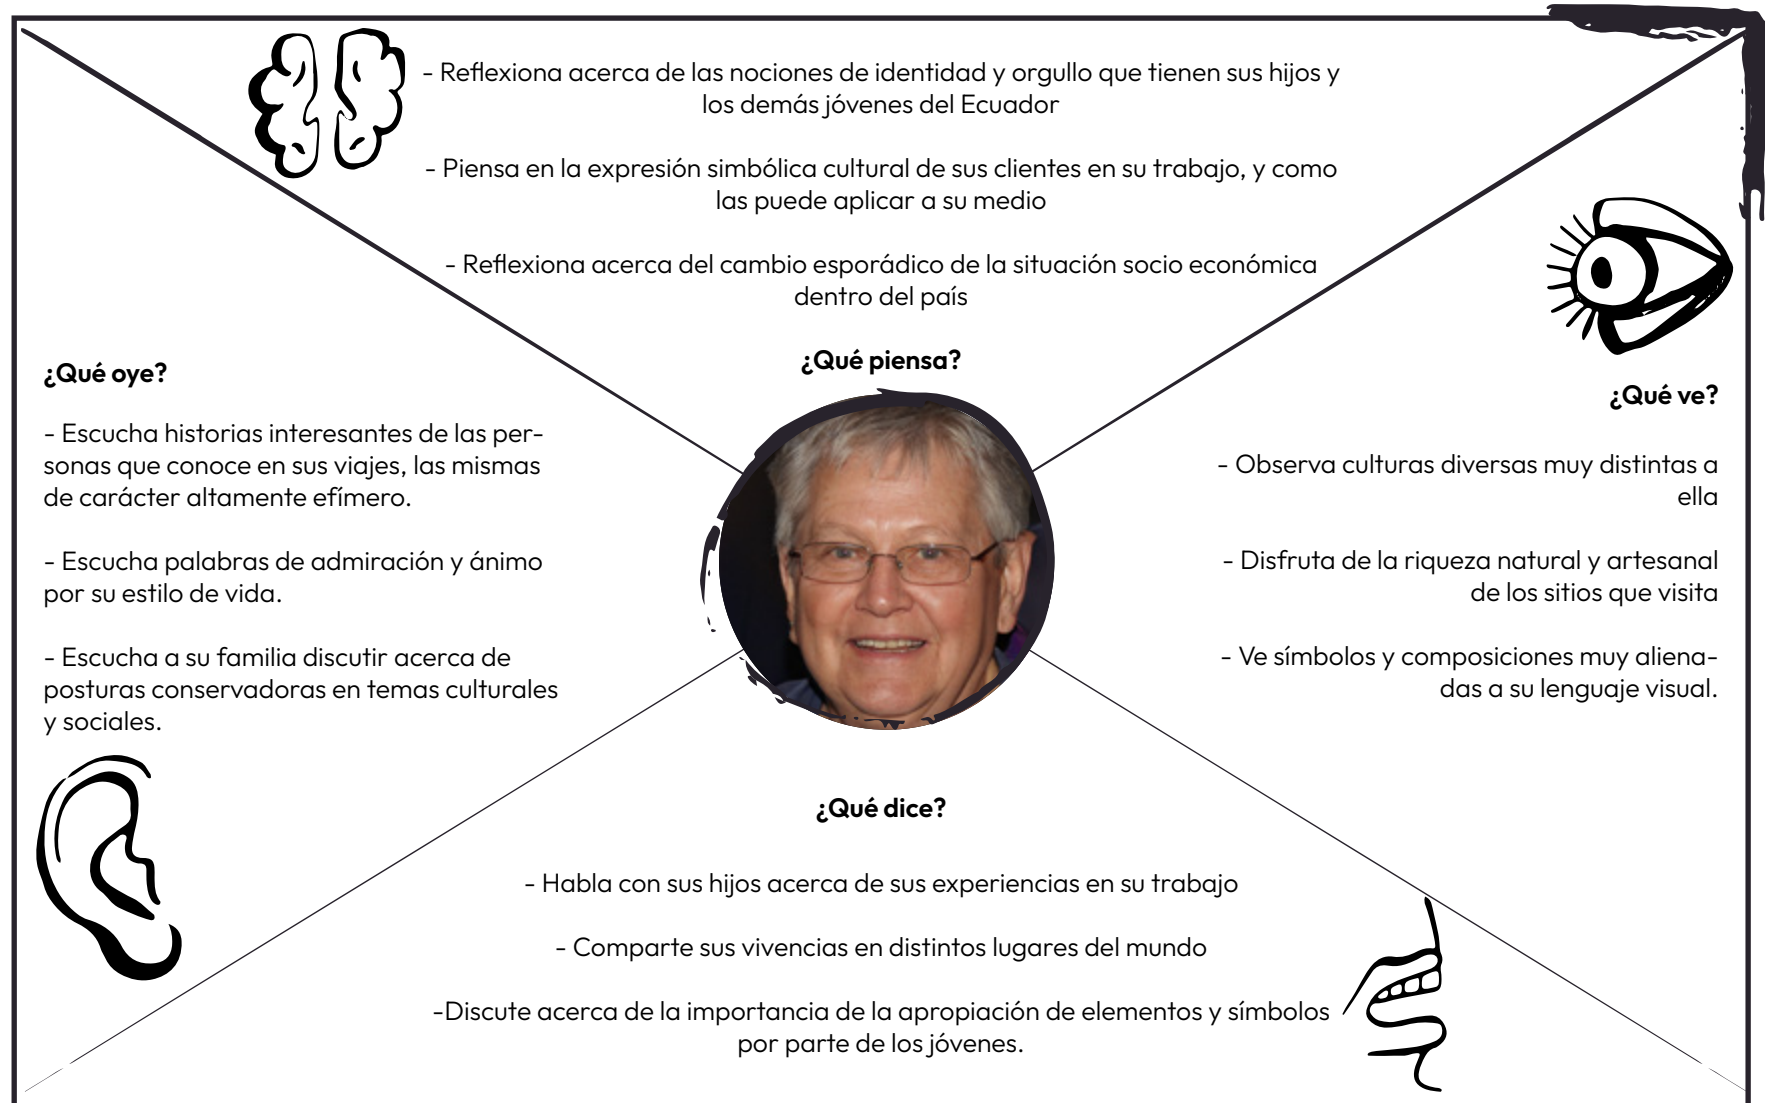 - Reflexiona acerca de las nociones de identidad y orgullo que tienen sus hijos y
los demás jóvenes del Ecuador
- Piensa en la expresión simbólica cultural de sus clientes en su trabajo, y como
las puede aplicar a su medio
- Reflexiona acerca del cambio esporádico de la situación socio económica
dentro del país
¿Qué piensa?
¿Qué oye?
- Escucha historias interesantes de las per-
sonas que conoce en sus viajes, las mismas
de carácter altamente efímero.
- Escucha palabras de admiración y ánimo
por su estilo de vida.
- Escucha a su familia discutir acerca de
posturas conservadoras en temas culturales
y sociales.
¿Qué ve?
- Observa culturas diversas muy distintas a
ella
- Disfruta de la riqueza natural y artesanal
de los sitios que visita
- Ve símbolos y composiciones muy aliena-
das a su lenguaje visual.
¿Qué dice?
- Habla con sus hijos acerca de sus experiencias en su trabajo
- Comparte sus vivencias en distintos lugares del mundo
-Discute acerca de la importancia de la apropiación de elementos y símbolos
por parte de los jóvenes.